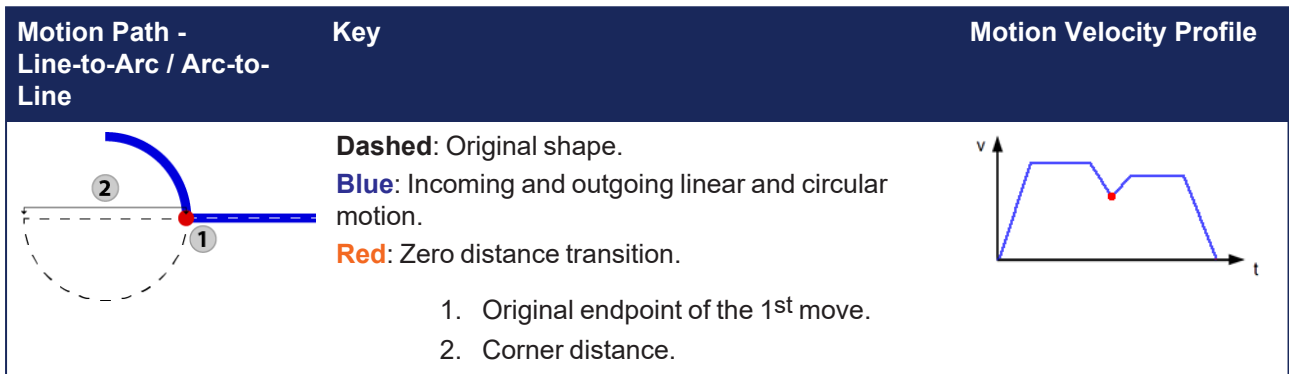 Motion Path -
Line-to-Arc / Arc-to-
Line
Key
Motion Velocity Profile
2
1
Dashed: Original shape.
Blue: Incoming and outgoing linear and circular
motion.
Red: Zero distance transition.
1. Original endpoint of the 1st move.
2. Corner distance.
v
t